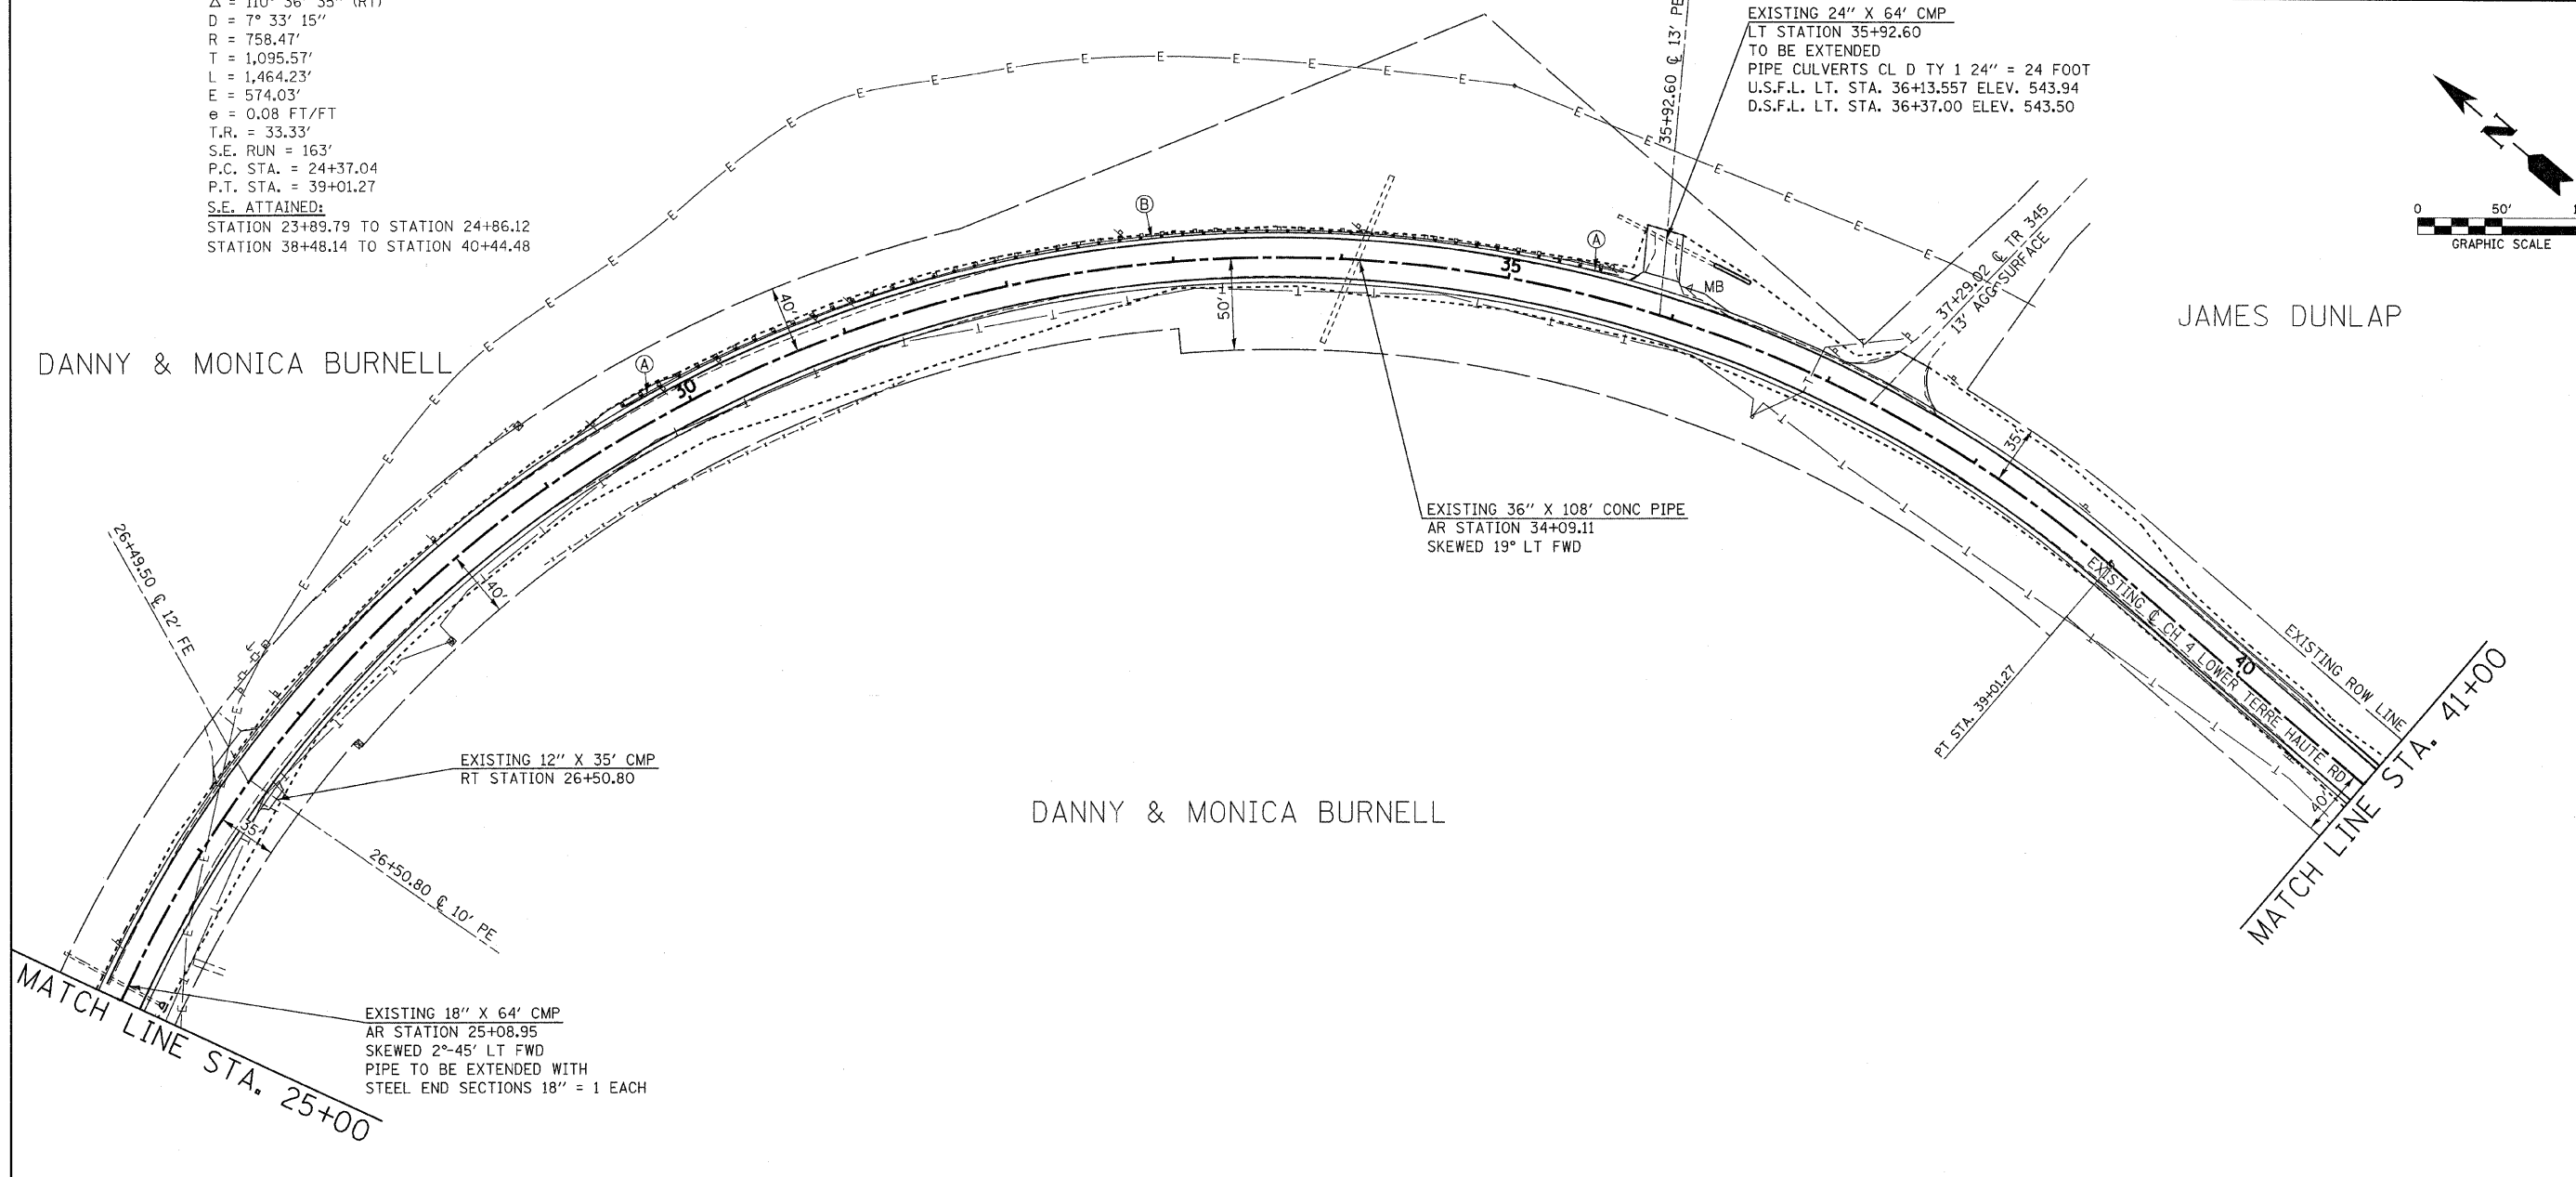 Δ = 110° 36' 35" (RT)
D = 7° 33' 15"
R = 758.47'
T = 1,095.57'
L = 1,464.23'
E = 574.03'
e = 0.08 FT/FT
T.R. = 33.33'
S.E. RUN = 163'
P.C. STA. = 24+37.04
P.T. STA. = 39+01.27
S.E. ATTAINED:
STATION 23+89.79 TO STATION 24+86.12
STATION 38+48.14 TO STATION 40+44.48
EXISTING 24" X 64' CMP
LT STATION 35+92.60
TO BE EXTENDED
PIPE CULVERTS CL D TY 1 24" = 24 FOOT
U.S.F.L. LT. STA. 36+13.557 ELEV. 543.94
D.S.F.L. LT. STA. 36+37.00 ELEV. 543.50
35+92.60 ℄ 13' PE
N
0 50'
GRAPHIC SCALE
37+29.02 ℄ TR 345
13' AGG SURFACE
JAMES DUNLAP
DANNY & MONICA BURNELL
A
B
A
MB
30
35
40
40'
50'
35'
40'
35'
40'
EXISTING 36" X 108' CONC PIPE
AR STATION 34+09.11
SKEWED 19° LT FWD
26+49.50 ℄ 12' FE
EXISTING 12" X 35' CMP
RT STATION 26+50.80
26+50.80 ℄ 10' PE
DANNY & MONICA BURNELL
PT STA. 39+01.27
EXISTING ℄ CH 4 LOWER TERRE HAUTE RD
EXISTING ROW LINE
MATCH LINE STA. 41+00
EXISTING 18" X 64' CMP
AR STATION 25+08.95
SKEWED 2°-45' LT FWD
PIPE TO BE EXTENDED WITH
STEEL END SECTIONS 18" = 1 EACH
MATCH LINE STA. 25+00